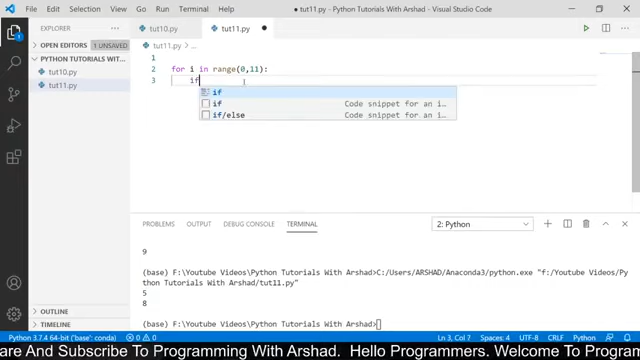 File Edit Selection View Go Run Terminal Help
tut11.py - Python Tutorials With Arshad - Visual Studio Code
EXPLORER
OPEN EDITORS 1 UNSAVED
PYTHON TUTORIALS WITH...
tut10.py
tut11.py
OUTLINE
TIMELINE
tut10.py
tut11.py
tut11.py > ...
1
2 for i in range(0,11):
3 if
if
if Code snippet for an i...
if/else Code snippet for an i...
PROBLEMS OUTPUT DEBUG CONSOLE TERMINAL
2: Python
9
(base) F:\Youtube Videos\Python Tutorials With Arshad>C:/Users/ARSHAD/Anaconda3/python.exe "f:/Youtube Videos/Py
thon Tutorials With Arshad/tut11.py"
5
8
(base) F:\Youtube Videos\Python Tutorials With Arshad>
Python 3.7.4 64-bit (base: conda) 0 0 Ln 3, Col 7 Spaces: 4 UTF-8 CRLF Python
are And Subscribe To Programming With Arshad. Hello Programmers. Welcome To Program